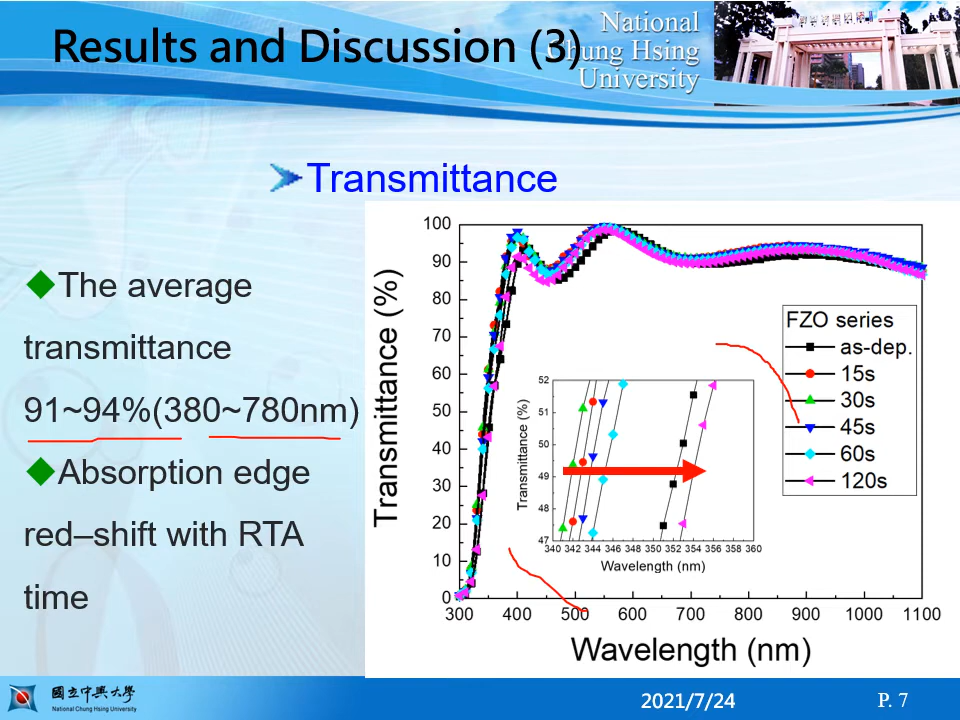 National
Results and Discussion (3)
Chung Hsing
University
Transmittance
The average
transmittance
91~94%(380~780nm)
Absorption edge
red–shift with RTA
time
Transmittance (%)
100
90
80
70
60
50
40
30
20
10
0
300 400 500 600 700 800 900 1000 1100
Wavelength (nm)
FZO series
as-dep.
15s
30s
45s
60s
120s
Transmittance (%)
52
51
50
49
48
47
340 342 344 346 348 350 352 354 356 358 360
Wavelength (nm)
國立中興大學
National Chung Hsing University
2021/7/24
P. 7